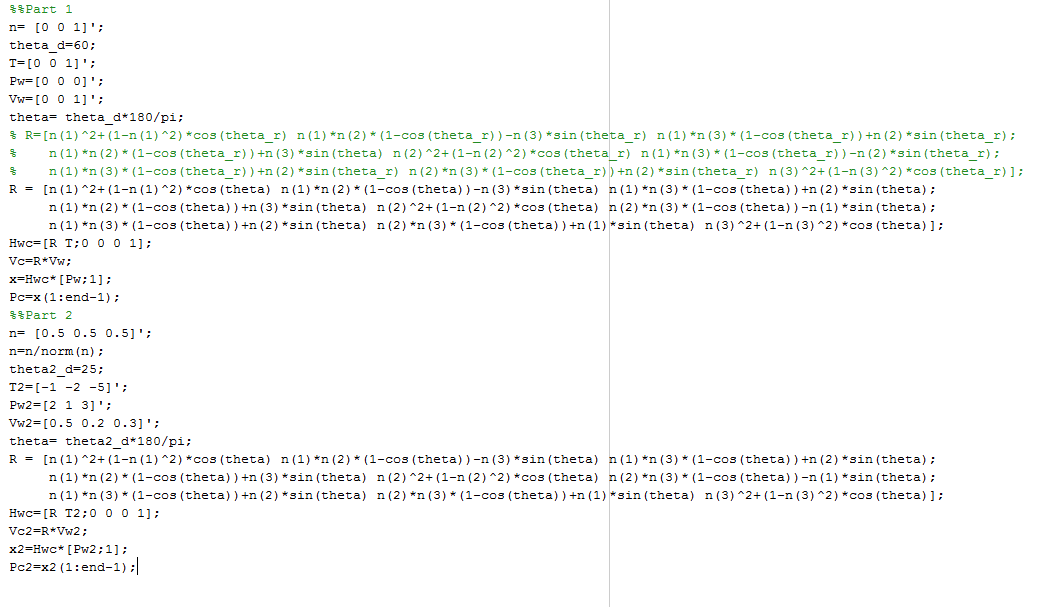 %%Part 1
n= [0 0 1]';
theta_d=60;
T=[0 0 1]';
Pw=[0 0 0]';
Vw=[0 0 1]';
theta= theta_d*180/pi;
% R=[n(1)^2+(1-n(1)^2)*cos(theta_r) n(1)*n(2)*(1-cos(theta_r))-n(3)*sin(theta_r) n(1)*n(3)*(1-cos(theta_r))+n(2)*sin(theta_r);
%    n(1)*n(2)*(1-cos(theta_r))+n(3)*sin(theta) n(2)^2+(1-n(2)^2)*cos(theta_r) n(1)*n(3)*(1-cos(theta_r))-n(2)*sin(theta_r);
%    n(1)*n(3)*(1-cos(theta_r))+n(2)*sin(theta_r) n(2)*n(3)*(1-cos(theta_r))+n(2)*sin(theta_r) n(3)^2+(1-n(3)^2)*cos(theta_r)];
R = [n(1)^2+(1-n(1)^2)*cos(theta) n(1)*n(2)*(1-cos(theta))-n(3)*sin(theta) n(1)*n(3)*(1-cos(theta))+n(2)*sin(theta);
n(1)*n(2)*(1-cos(theta))+n(3)*sin(theta) n(2)^2+(1-n(2)^2)*cos(theta) n(2)*n(3)*(1-cos(theta))-n(1)*sin(theta);
n(1)*n(3)*(1-cos(theta))+n(2)*sin(theta) n(2)*n(3)*(1-cos(theta))+n(1)*sin(theta) n(3)^2+(1-n(3)^2)*cos(theta)];
Hwc=[R T;0 0 0 1];
Vc=R*Vw;
x=Hwc*[Pw;1];
Pc=x(1:end-1);
%%Part 2
n= [0.5 0.5 0.5]';
n=n/norm(n);
theta2_d=25;
T2=[-1 -2 -5]';
Pw2=[2 1 3]';
Vw2=[0.5 0.2 0.3]';
theta= theta2_d*180/pi;
R = [n(1)^2+(1-n(1)^2)*cos(theta) n(1)*n(2)*(1-cos(theta))-n(3)*sin(theta) n(1)*n(3)*(1-cos(theta))+n(2)*sin(theta);
n(1)*n(2)*(1-cos(theta))+n(3)*sin(theta) n(2)^2+(1-n(2)^2)*cos(theta) n(2)*n(3)*(1-cos(theta))-n(1)*sin(theta);
n(1)*n(3)*(1-cos(theta))+n(2)*sin(theta) n(2)*n(3)*(1-cos(theta))+n(1)*sin(theta) n(3)^2+(1-n(3)^2)*cos(theta)];
Hwc=[R T2;0 0 0 1];
Vc2=R*Vw2;
x2=Hwc*[Pw2;1];
Pc2=x2(1:end-1);